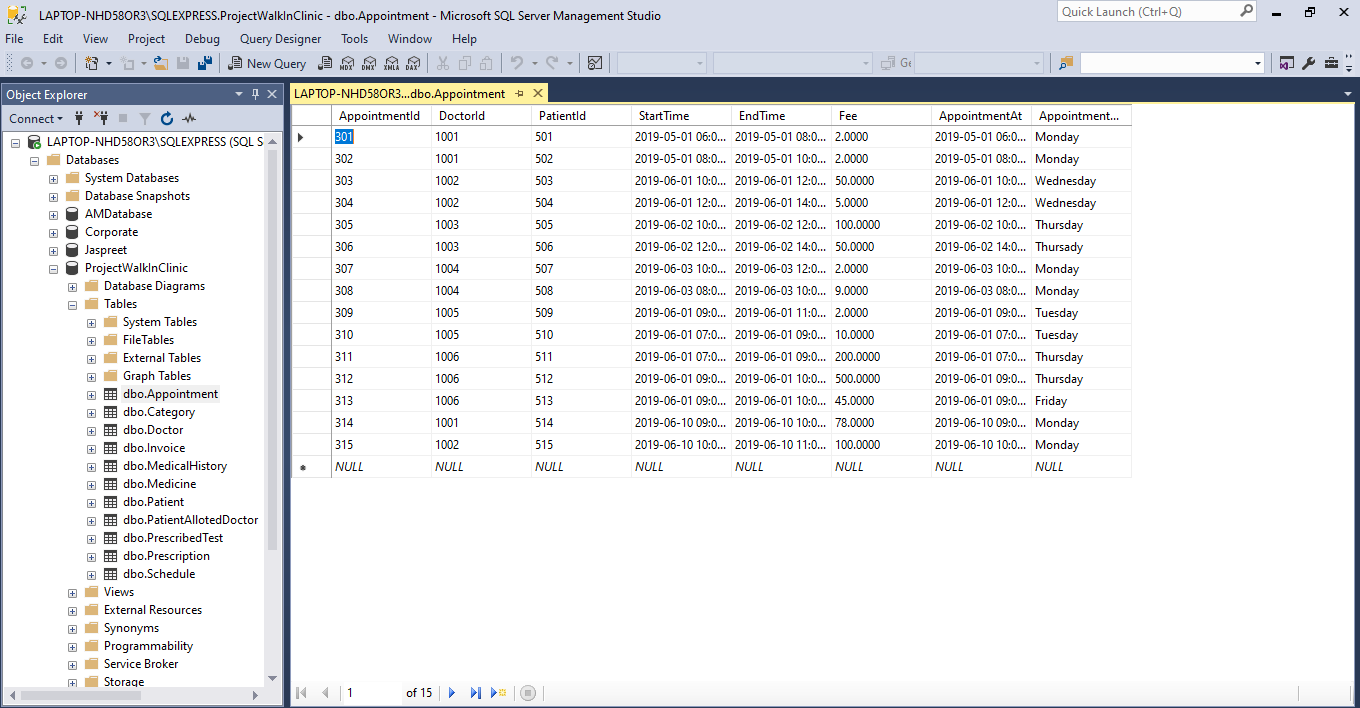 LAPTOP-NHD58OR3\SQLEXPRESS.ProjectWalkInClinic - dbo.Appointment - Microsoft SQL Server Management Studio
Quick Launch (Ctrl+Q)
File Edit View Project Debug Query Designer Tools Window Help
New Query MDX DMX XMLA DAX Ge
Object Explorer
Connect
LAPTOP-NHD58OR3\SQLEXPRESS (SQL S
Databases
System Databases
Database Snapshots
AMDatabase
Corporate
Jaspreet
ProjectWalkInClinic
Database Diagrams
Tables
System Tables
FileTables
External Tables
Graph Tables
dbo.Appointment
dbo.Category
dbo.Doctor
dbo.Invoice
dbo.MedicalHistory
dbo.Medicine
dbo.Patient
dbo.PatientAllotedDoctor
dbo.PrescribedTest
dbo.Prescription
dbo.Schedule
Views
External Resources
Synonyms
Programmability
Service Broker
Storage
LAPTOP-NHD58OR3...dbo.Appointment
AppointmentId DoctorId PatientId StartTime EndTime Fee AppointmentAt Appointment...
301 1001 501 2019-05-01 06:0... 2019-05-01 08:0... 2.0000 2019-05-01 06:0... Monday
302 1001 502 2019-05-01 08:0... 2019-05-01 10:0... 2.0000 2019-05-01 08:0... Monday
303 1002 503 2019-06-01 10:0... 2019-06-01 12:0... 50.0000 2019-06-01 10:0... Wednesday
304 1002 504 2019-06-01 12:0... 2019-06-01 14:0... 5.0000 2019-06-01 12:0... Wednesday
305 1003 505 2019-06-02 10:0... 2019-06-02 12:0... 100.0000 2019-06-02 10:0... Thursday
306 1003 506 2019-06-02 12:0... 2019-06-02 14:0... 50.0000 2019-06-02 14:0... Thursady
307 1004 507 2019-06-03 10:0... 2019-06-03 12:0... 2.0000 2019-06-03 10:0... Monday
308 1004 508 2019-06-03 08:0... 2019-06-03 10:0... 9.0000 2019-06-03 08:0... Monday
309 1005 509 2019-06-01 09:0... 2019-06-01 11:0... 2.0000 2019-06-01 09:0... Tuesday
310 1005 510 2019-06-01 07:0... 2019-06-01 09:0... 10.0000 2019-06-01 07:0... Tuesday
311 1006 511 2019-06-01 07:0... 2019-06-01 09:0... 200.0000 2019-06-01 07:0... Thursday
312 1006 512 2019-06-01 09:0... 2019-06-01 10:0... 500.0000 2019-06-01 09:0... Thursday
313 1006 513 2019-06-01 09:0... 2019-06-01 10:0... 45.0000 2019-06-01 09:0... Friday
314 1001 514 2019-06-10 09:0... 2019-06-10 10:0... 78.0000 2019-06-10 09:0... Monday
315 1002 515 2019-06-10 10:0... 2019-06-10 11:0... 100.0000 2019-06-10 10:0... Monday
NULL NULL NULL NULL NULL NULL NULL NULL
1 of 15